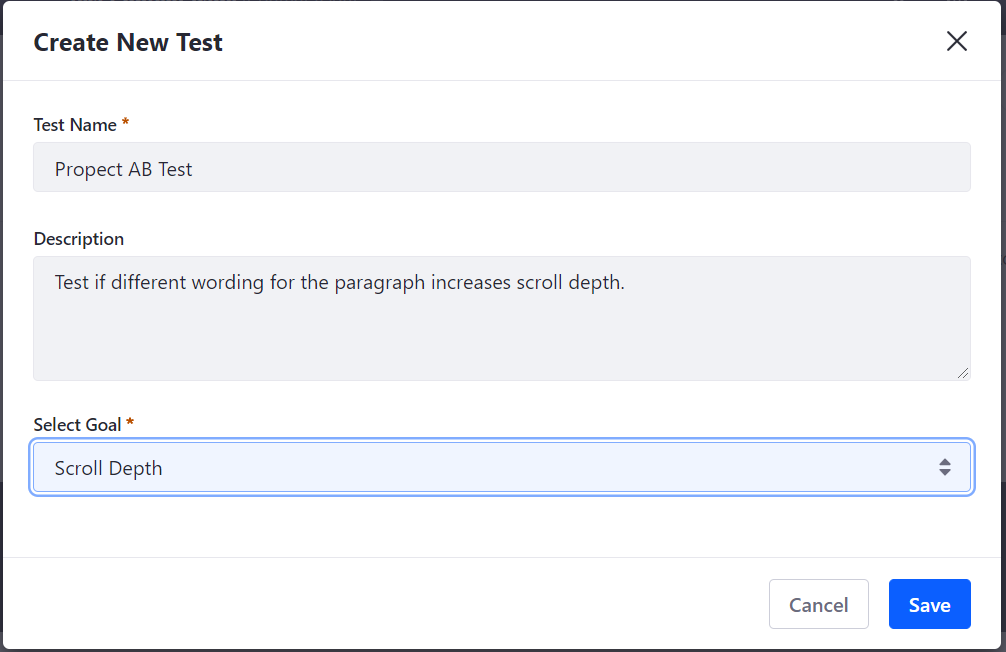 Create New Test
Test Name *
Propect AB Test
Description
Test if different wording for the paragraph increases scroll depth.
Select Goal *
Scroll Depth
Cancel
Save